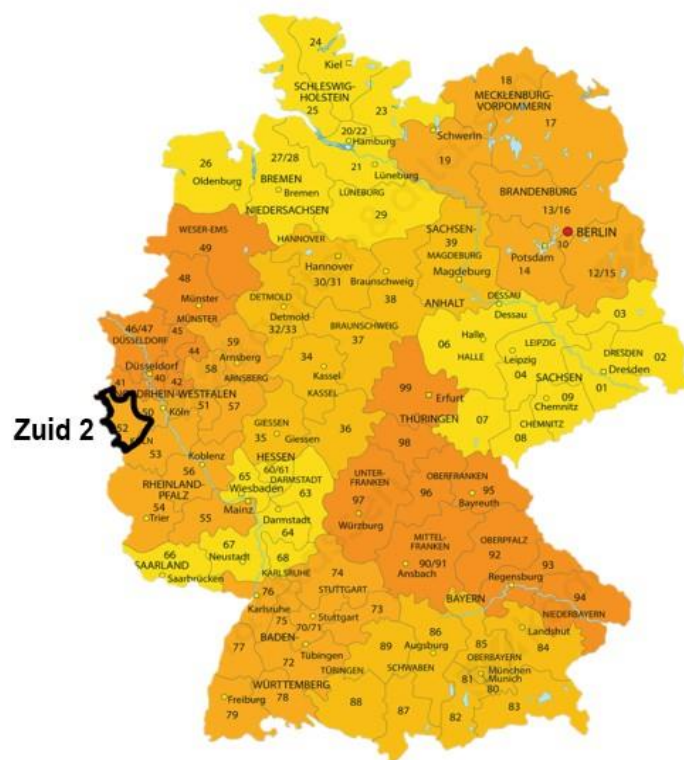 24
Kiel
SCHLESWIG-
HOLSTEIN
25
23
18
MECKLENBURG-
VORPOMMERN
17
20/22
Hamburg
Schwerin
19
26
Oldenburg
27/28
BREMEN
Bremen
21
Lüneburg
LÜNEBURG
NIEDERSACHSEN
29
BRANDENBURG
13/16
BERLIN
10
Potsdam
14
12/15
WESER-EMS
49
HANNOVER
Hannover
30/31
SACHSEN-
39
MAGDEBURG
Magdeburg
Braunschweig
38
ANHALT
DESSAU
Dessau
48
Münster
MÜNSTER
DETMOLD
Detmold
32/33
BRAUNSCHWEIG
37
46/47
DÜSSELDORF
45
44
59
Arnsberg
58
ARNSBERG
34
Kassel
KASSEL
03
06
Halle
HALLE
LEIPZIG
Leipzig
04
DRESDEN
02
Dresden
01
SACHSEN
09
Chemnitz
CHEMNITZ
08
07
Düsseldorf
41
40
42
NORDRHEIN-WESTFALEN
50
Köln
51
57
52
KÖLN
53
Zuid 2
99
Erfurt
THÜRINGEN
98
GIESSEN
35
Giessen
36
HESSEN
60/61
65
DARMSTADT
Wiesbaden
63
Mainz
Darmstadt
64
Koblenz
56
RHEINLAND-
PFALZ
54
Trier
55
UNTER-
FRANKEN
97
Würzburg
OBERFRANKEN
96
95
Bayreuth
66
SAARLAND
Saarbrücken
67
Neustadt
68
KARLSRUHE
MITTEL-
FRANKEN
90/91
Ansbach
OBERPFALZ
92
93
Regensburg
94
NIEDERBAYERN
BAYERN
76
Karlsruhe
74
STUTTGART
75
70/71
Stuttgart
73
BADEN-
Tübingen
77
72
TÜBINGEN
WÜRTTEMBERG
Freiburg
78
79
88
86
Augsburg
89
SCHWABEN
85
OBERBAYERN
Landshut
84
München
Munich
81
80
87
82
83